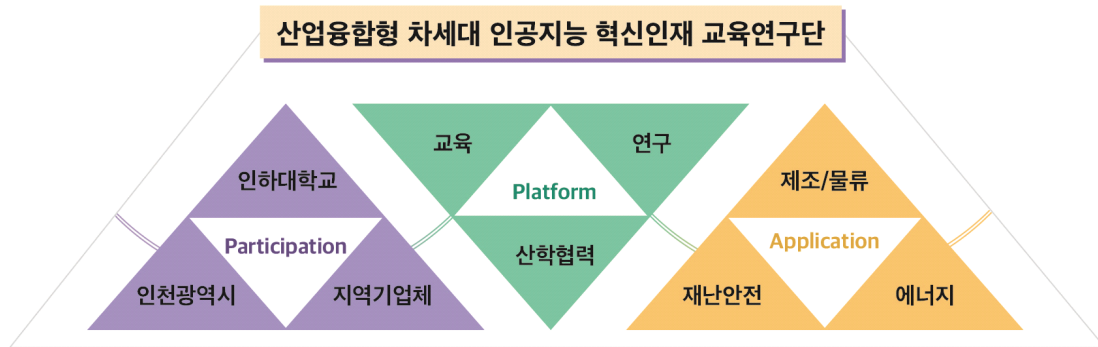 산업융합형 차세대 인공지능 혁신인재 교육연구단
인하대학교
Participation
인천광역시
지역기업체
교육
연구
Platform
산학협력
제조/물류
Application
재난안전
에너지